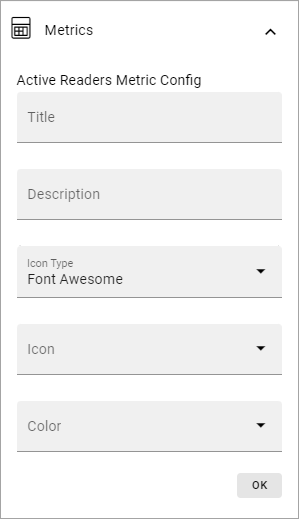 Metrics
Active Readers Metric Config
Title
Description
Icon Type
Font Awesome
Icon
Color
OK